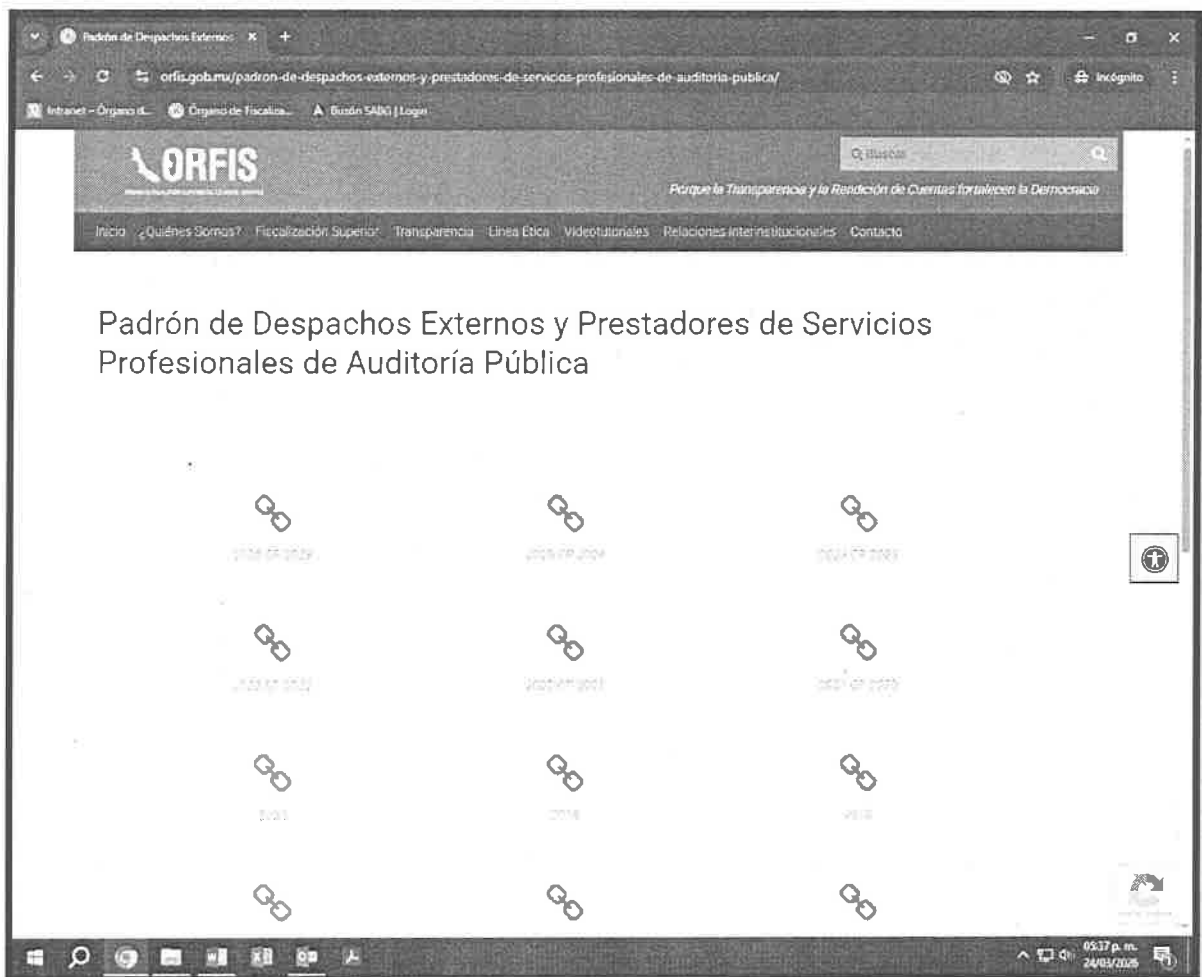 Padrón de Despachos Externos
orfis.gob.mx/padron-de-despachos-externos-y-prestadores-de-servicios-profesionales-de-auditoria-publica/
Incógnito
Intranet – Órgano d... Órgano de Fiscaliza... Buzón SABG | Login
ORFIS
Buscar
Porque la Transparencia y la Rendición de Cuentas fortalecen la Democracia
Inicio ¿Quiénes Somos? Fiscalización Superior Transparencia Línea Ética Videotutoriales Relaciones Interinstitucionales Contacto
Padrón de Despachos Externos y Prestadores de Servicios
Profesionales de Auditoría Pública
05:37 p. m.
24/03/2026